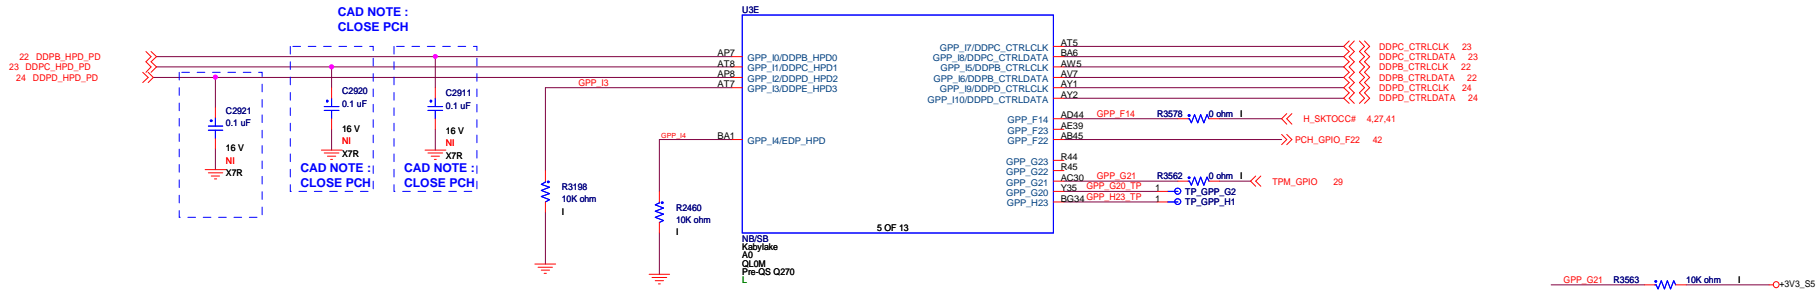 CAD NOTE :
CLOSE PCH
U3E
22 DDPB_HPD_PD
23 DDPC_HPD_PD
24 DDPD_HPD_PD
C2921
0.1 uF
16 V
NI
X7R
C2920
0.1 uF
16 V
NI
X7R
CAD NOTE :
CLOSE PCH
C2911
0.1 uF
16 V
NI
X7R
CAD NOTE :
CLOSE PCH
GPP_I3
R3198
10K ohm
I
GPP_I4
R2460
10K ohm
I
AP7 GPP_I0/DDPB_HPD0
AT8 GPP_I1/DDPC_HPD1
AP8 GPP_I2/DDPD_HPD2
AT7 GPP_I3/DDPE_HPD3
BA1 GPP_I4/EDP_HPD
GPP_I7/DDPC_CTRLCLK AT5 DDPC_CTRLCLK 23
GPP_I8/DDPC_CTRLDATA BA6 DDPC_CTRLDATA 23
GPP_I5/DDPB_CTRLCLK AW5 DDPB_CTRLCLK 22
GPP_I6/DDPB_CTRLDATA AV7 DDPB_CTRLDATA 22
GPP_I9/DDPD_CTRLCLK AY1 DDPD_CTRLCLK 24
GPP_I10/DDPD_CTRLDATA AY2 DDPD_CTRLDATA 24
GPP_F14 AD44 GPP_F14 R3578 0 ohm I H_SKTOCC# 4,27,41
GPP_F23 AE39
GPP_F22 AB45 PCH_GPIO_F22 42
GPP_G23 R44
GPP_G22 R45
GPP_G21 AC30 GPP_G21 R3562 0 ohm I TPM_GPIO 29
GPP_G20 Y35 GPP_G20_TP 1 TP_GPP_G2
GPP_H23 BG34 GPP_H23_TP 1 TP_GPP_H1
5 OF 13
NB/SB
Kabylake
A0
QL0M
Pre-QS Q270
L
GPP_G21 R3563 10K ohm I +3V3_S5